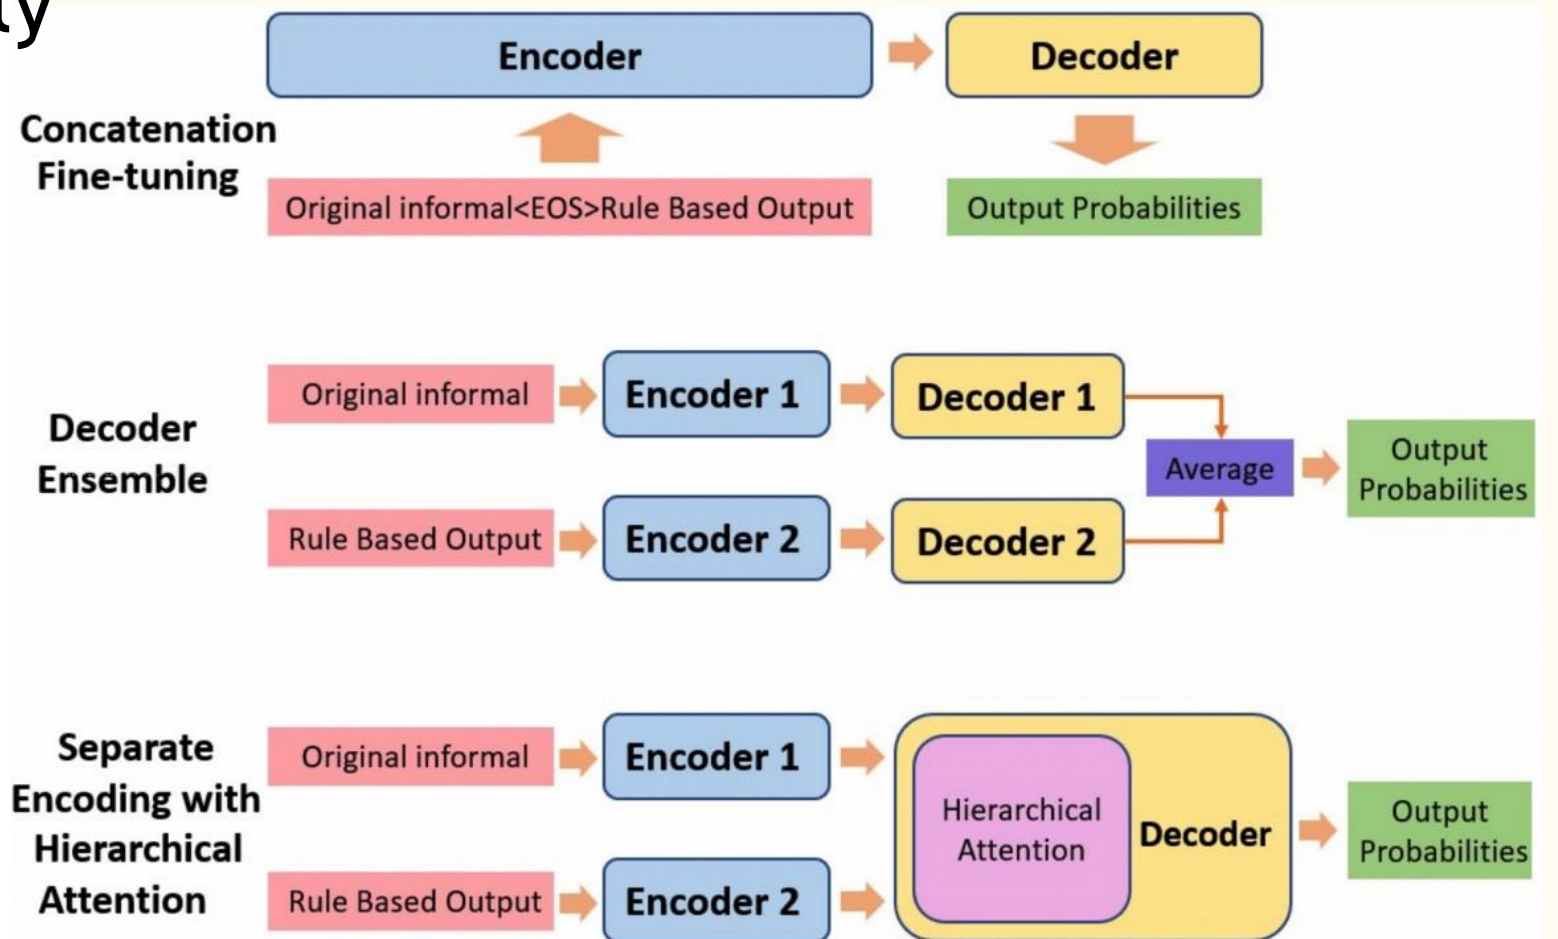 ly
Encoder
Decoder
Concatenation
Fine-tuning
Original informal<EOS>Rule Based Output
Output Probabilities
Decoder
Ensemble
Original informal
Encoder 1
Decoder 1
Average
Output
Probabilities
Rule Based Output
Encoder 2
Decoder 2
Separate
Encoding with
Hierarchical
Attention
Original informal
Encoder 1
Hierarchical
Attention
Decoder
Output
Probabilities
Rule Based Output
Encoder 2